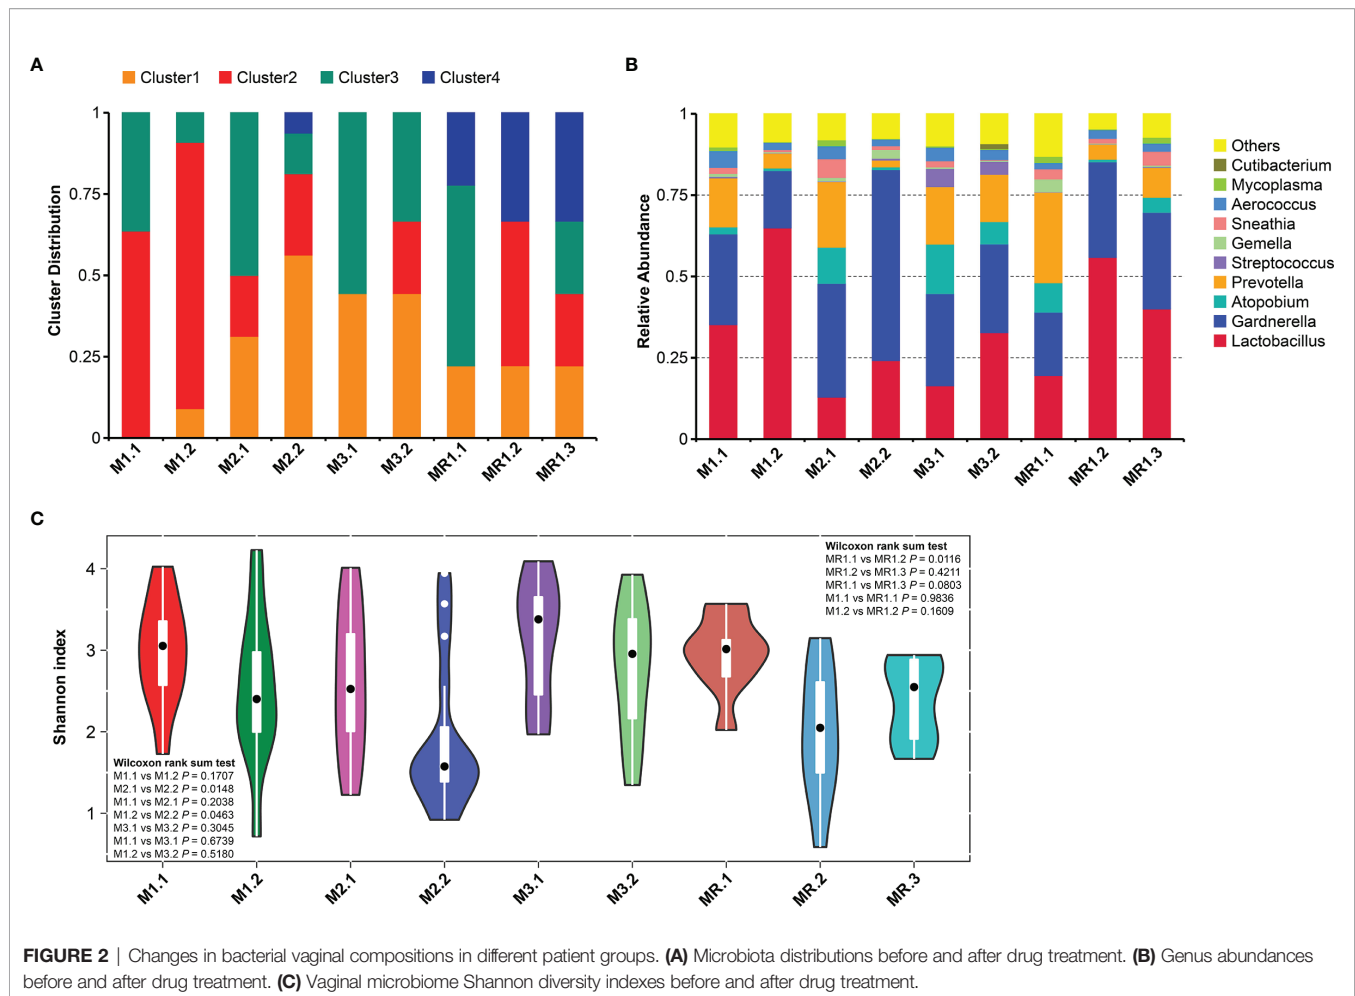 A
Cluster1 Cluster2 Cluster3 Cluster4
Cluster Distribution
1
0.75
0.5
0.25
0
M1.1 M1.2 M2.1 M2.2 M3.1 M3.2 MR1.1 MR1.2 MR1.3
B
Relative Abundance
1
0.75
0.5
0.25
0
M1.1 M1.2 M2.1 M2.2 M3.1 M3.2 MR1.1 MR1.2 MR1.3
Others
Cutibacterium
Mycoplasma
Aerococcus
Sneathia
Gemella
Streptococcus
Prevotella
Atopobium
Gardnerella
Lactobacillus
C
Shannon index
4
3
2
1
Wilcoxon rank sum test
M1.1 vs M1.2 P = 0.1707
M2.1 vs M2.2 P = 0.0148
M1.1 vs M2.1 P = 0.2038
M1.2 vs M2.2 P = 0.0463
M3.1 vs M3.2 P = 0.3045
M1.1 vs M3.1 P = 0.6739
M1.2 vs M3.2 P = 0.5180
Wilcoxon rank sum test
MR1.1 vs MR1.2 P = 0.0116
MR1.2 vs MR1.3 P = 0.4211
MR1.1 vs MR1.3 P = 0.0803
M1.1 vs MR1.1 P = 0.9836
M1.2 vs MR1.2 P = 0.1609
M1.1 M1.2 M2.1 M2.2 M3.1 M3.2 MR.1 MR.2 MR.3
FIGURE 2 | Changes in bacterial vaginal compositions in different patient groups. (A) Microbiota distributions before and after drug treatment. (B) Genus abundances
before and after drug treatment. (C) Vaginal microbiome Shannon diversity indexes before and after drug treatment.